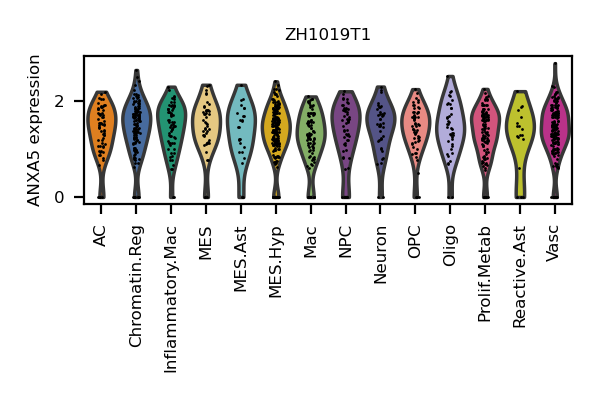 ZH1019T1
ANXA5 expression
2
0
AC
Chromatin.Reg
Inflammatory.Mac
MES
MES.Ast
MES.Hyp
Mac
NPC
Neuron
OPC
Oligo
Prolif.Metab
Reactive.Ast
Vasc